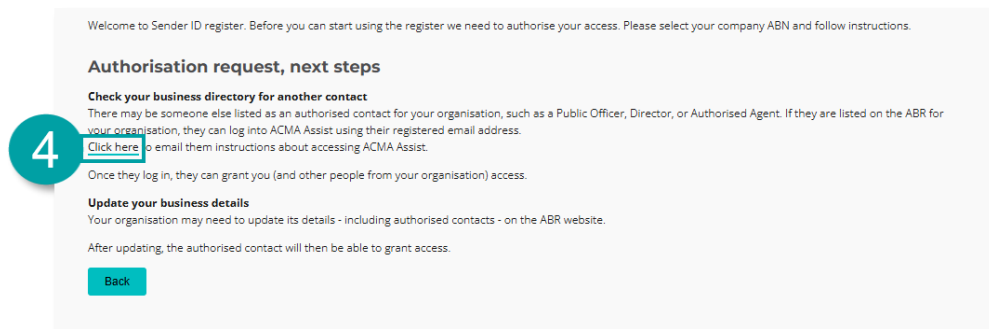 Welcome to Sender ID register. Before you can start using the register we need to authorise your access. Please select your company ABN and follow instructions.
Authorisation request, next steps
Check your business directory for another contact
There may be someone else listed as an authorised contact for your organisation, such as a Public Officer, Director, or Authorised Agent. If they are listed on the ABR for
your organisation, they can log into ACMA Assist using their registered email address.
4
Click here to email them instructions about accessing ACMA Assist.
Once they log in, they can grant you (and other people from your organisation) access.
Update your business details
Your organisation may need to update its details - including authorised contacts - on the ABR website.
After updating, the authorised contact will then be able to grant access.
Back